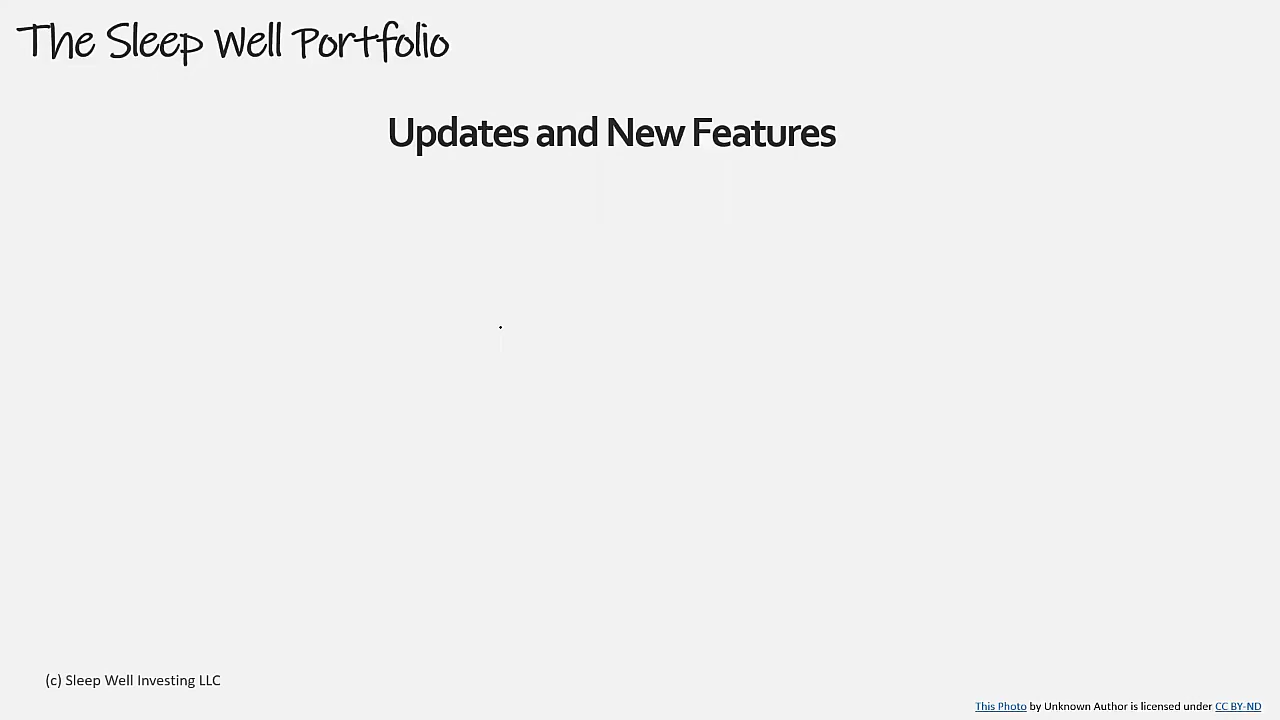 The Sleep Well Portfolio
Updates and New Features
(c) Sleep Well Investing LLC
This Photo by Unknown Author is licensed under CC BY-ND